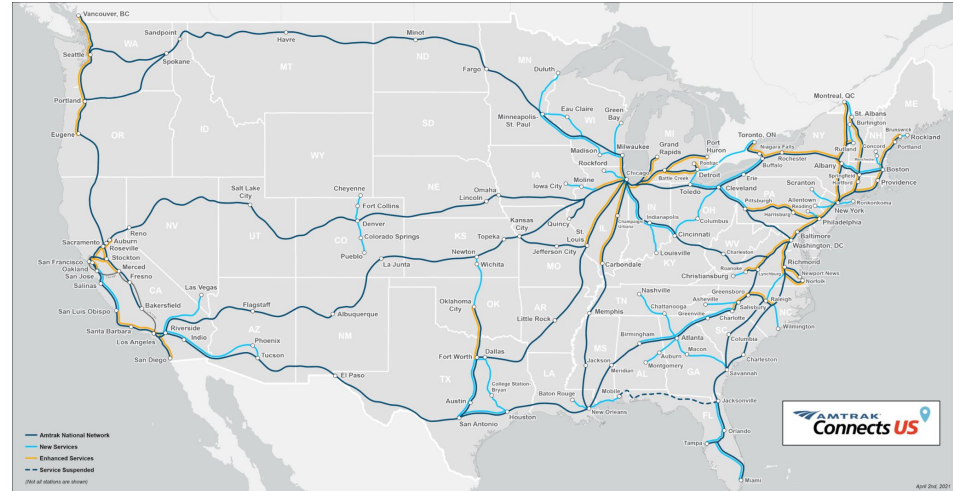 Vancouver, BC
Seattle
Portland
Eugene
Sandpoint
Spokane
Havre
Minot
Fargo
Duluth
Minneapolis-
St. Paul
Eau Claire
Green
Bay
Madison
Milwaukee
Rockford
Moline
Iowa City
Chicago
Grand
Rapids
Port
Huron
Pontiac
Battle Creek
Detroit
Toledo
Toronto, ON
Niagara Falls
Buffalo
Rochester
Erie
Cleveland
Montreal, QC
St. Albans
Burlington
Rutland
Concord
Brunswick
Rockland
Portland
Albany
Springfield
Hartford
Boston
Providence
Ronkonkoma
New York
Scranton
Allentown
Reading
Philadelphia
Pittsburgh
Harrisburg
Baltimore
Washington, DC
Richmond
Newport News
Norfolk
Charleston
Roanoke
Lynchburg
Christiansburg
Greensboro
Raleigh
Asheville
Salisbury
Greenville
Charlotte
Wilmington
Columbia
Charleston
Savannah
Jacksonville
Orlando
Tampa
Miami
Nashville
Chattanooga
Atlanta
Macon
Birmingham
Auburn
Montgomery
Meridian
Mobile
New Orleans
Baton Rouge
Jackson
Memphis
Carbondale
Champaign
Urbana
Indianapolis
Cincinnati
Louisville
Columbus
Salt Lake
City
Reno
Sacramento
Auburn
Roseville
Stockton
San Francisco
Oakland
San Jose
Salinas
Merced
Fresno
San Luis Obispo
Bakersfield
Santa Barbara
Los Angeles
San Diego
Riverside
Indio
Las Vegas
Flagstaff
Phoenix
Tucson
Albuquerque
El Paso
Cheyenne
Fort Collins
Denver
Colorado Springs
Pueblo
La Junta
Omaha
Lincoln
Kansas
City
Topeka
Newton
Wichita
Quincy
St.
Louis
Jefferson City
Oklahoma
City
Little Rock
Fort Worth
Dallas
College Station-
Bryan
Austin
San Antonio
Houston
WA
OR
ID
MT
ND
SD
WY
NV
UT
CO
CA
AZ
NM
NE
KS
OK
TX
MN
IA
MO
AR
LA
WI
MI
IN
OH
KY
TN
MS
AL
GA
FL
SC
NC
WV
PA
NY
NH
ME
Amtrak National Network
New Services
Enhanced Services
Service Suspended
(Not all stations are shown)
AMTRAK
Connects US
April 2nd, 2021